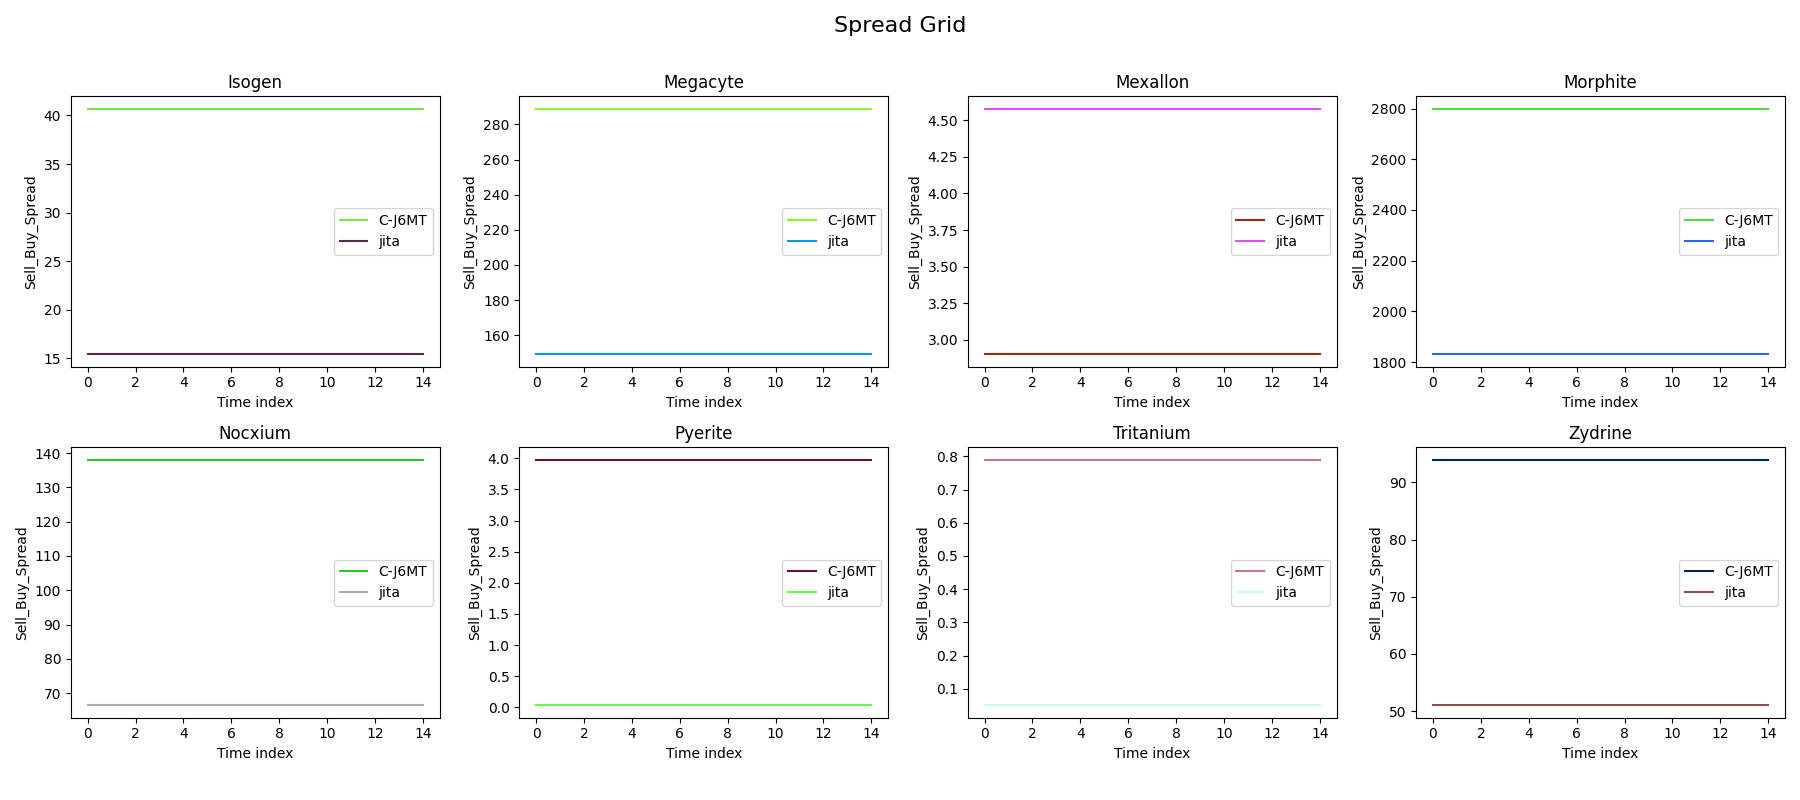 Spread Grid
Isogen
Sell_Buy_Spread
40
35
30
25
20
15
C-J6MT
jita
0 2 4 6 8 10 12 14
Time index
Megacyte
Sell_Buy_Spread
280
260
240
220
200
180
160
C-J6MT
jita
0 2 4 6 8 10 12 14
Time index
Mexallon
Sell_Buy_Spread
4.50
4.25
4.00
3.75
3.50
3.25
3.00
C-J6MT
jita
0 2 4 6 8 10 12 14
Time index
Morphite
Sell_Buy_Spread
2800
2600
2400
2200
2000
1800
C-J6MT
jita
0 2 4 6 8 10 12 14
Time index
Nocxium
Sell_Buy_Spread
140
130
120
110
100
90
80
70
C-J6MT
jita
0 2 4 6 8 10 12 14
Time index
Pyerite
Sell_Buy_Spread
4.0
3.5
3.0
2.5
2.0
1.5
1.0
0.5
0.0
C-J6MT
jita
0 2 4 6 8 10 12 14
Time index
Tritanium
Sell_Buy_Spread
0.8
0.7
0.6
0.5
0.4
0.3
0.2
0.1
C-J6MT
jita
0 2 4 6 8 10 12 14
Time index
Zydrine
Sell_Buy_Spread
90
80
70
60
50
C-J6MT
jita
0 2 4 6 8 10 12 14
Time index